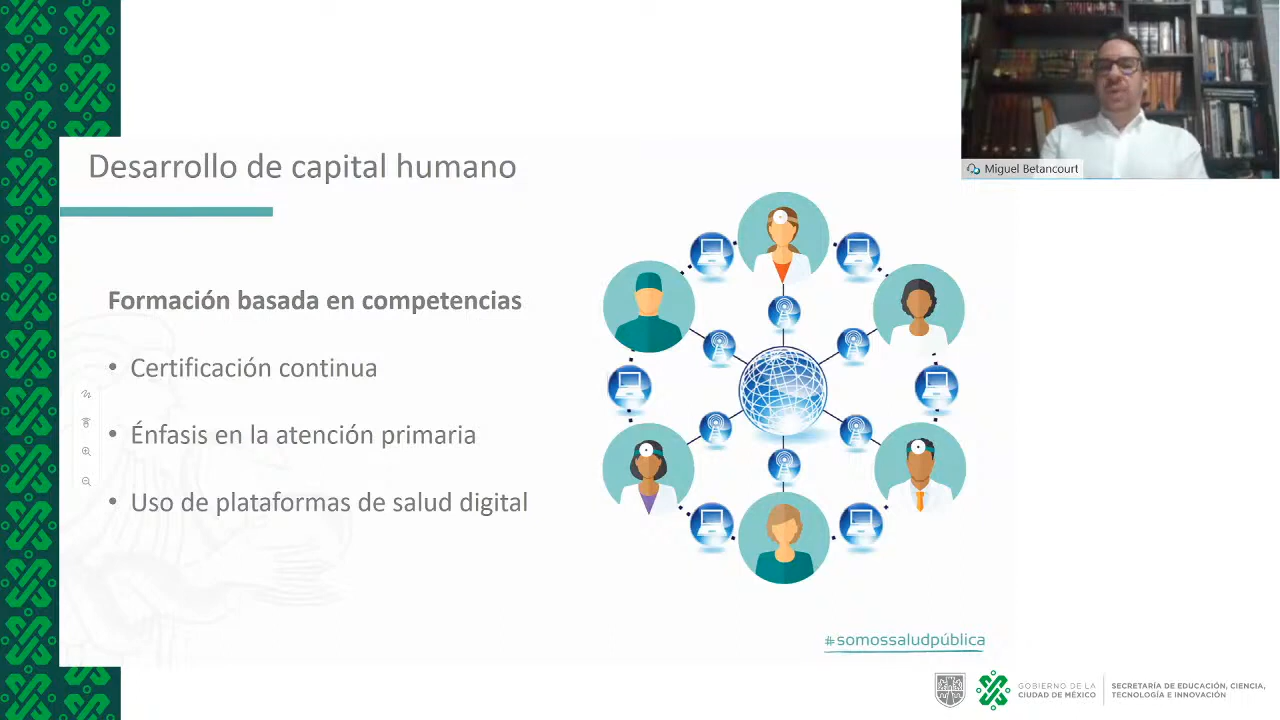 Miguel Betancourt
Desarrollo de capital humano
Formación basada en competencias
• Certificación continua
• Énfasis en la atención primaria
• Uso de plataformas de salud digital
#somossaludpública
GOBIERNO DE LA
CIUDAD DE MÉXICO
SECRETARÍA DE EDUCACIÓN, CIENCIA,
TECNOLOGÍA E INNOVACIÓN